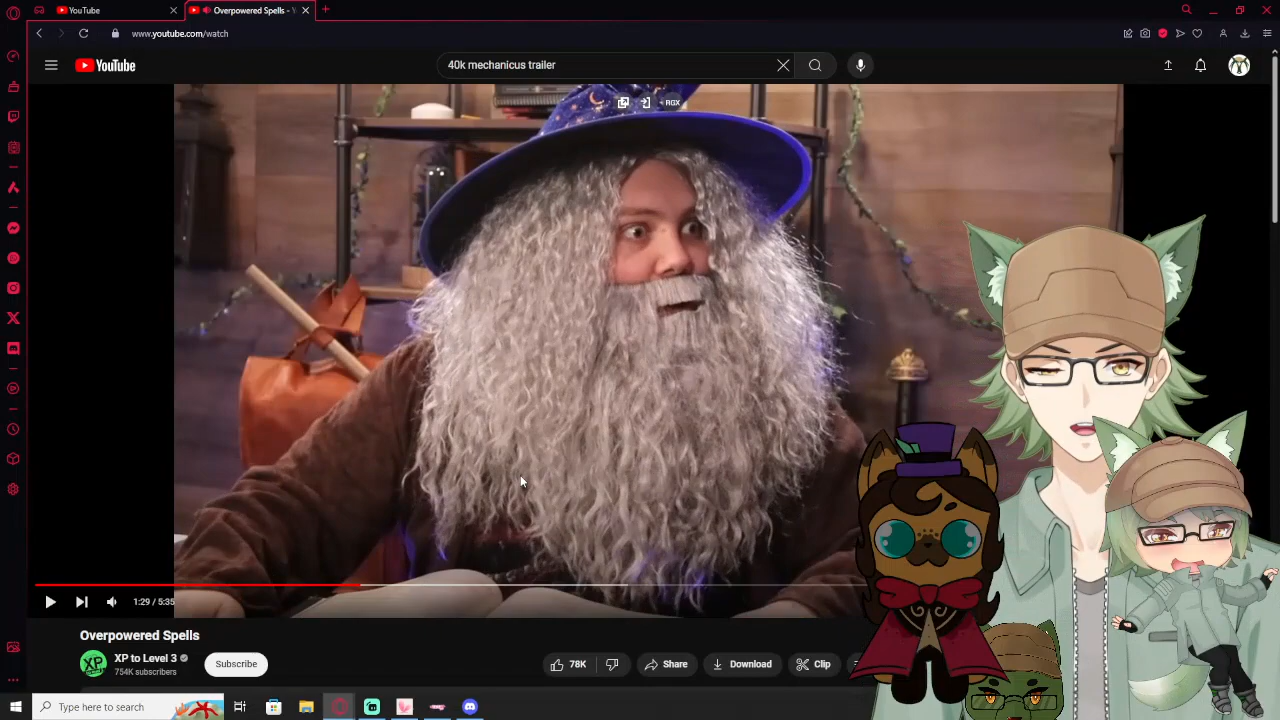 YouTube
Overpowered Spells - Y
www.youtube.com/watch
YouTube
40k mechanicus trailer
< RGX
1:29 / 5:35
Overpowered Spells
XP
XP to Level 3
754K subscribers
Subscribe
78K
Share
Download
Clip
Type here to search